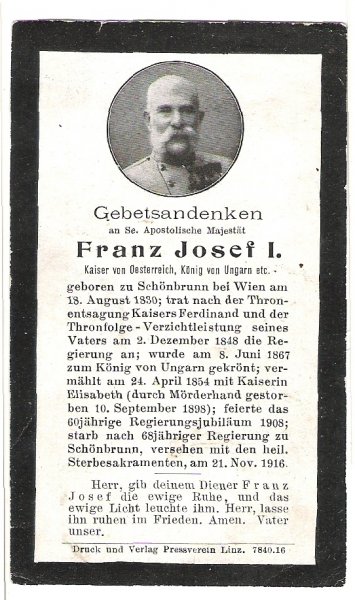 Gebetsandenken
an Se. Apostolische Majestät
Franz Josef I.
Kaiser von Oesterreich, König von Ungarn etc.
geboren zu Schönbrunn bei Wien am
18. August 1830; trat nach der Thron-
entsagung Kaisers Ferdinand und der
Thronfolge-Verzichtleistung seines
Vaters am 2. Dezember 1848 die Re-
gierung an; wurde am 8. Juni 1867
zum König von Ungarn gekrönt; ver-
mählt am 24. April 1854 mit Kaiserin
Elisabeth (durch Mörderhand gestor-
ben 10. September 1898); feierte das
60jährige Regierungsjubiläum 1908;
starb nach 68jähriger Regierung zu
Schönbrunn, versehen mit den heil.
Sterbesakramenten, am 21. Nov. 1916.
Herr, gib deinem Diener Franz
Josef die ewige Ruhe, und das
ewige Licht leuchte ihm. Herr, lasse
ihn ruhen im Frieden. Amen. Vater
unser.
Druck und Verlag Pressverein Linz. 7840.16